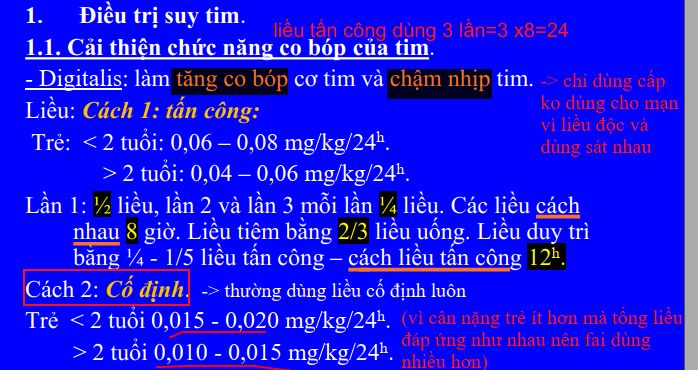 1. Điều trị suy tim.
liều tấn công dùng 3 lần=3 x8=24
1.1. Cải thiện chức năng co bóp của tim.
- Digitalis: làm tăng co bóp cơ tim và chậm nhịp tim.
-> chỉ dùng cấp
ko dùng cho mạn
vì liều độc và
dùng sát nhau
Liều: Cách 1: tấn công:
Trẻ: < 2 tuổi: 0,06 – 0,08 mg/kg/24ʰ.
> 2 tuổi: 0,04 – 0,06 mg/kg/24ʰ.
Lần 1: ½ liều, lần 2 và lần 3 mỗi lần ¼ liều. Các liều cách
nhau 8 giờ. Liều tiêm bằng 2/3 liều uống. Liều duy trì
bằng ¼ - 1/5 liều tấn công – cách liều tấn công 12ʰ.
Cách 2: Cố định. -> thường dùng liều cố định luôn
Trẻ < 2 tuổi 0,015 - 0,020 mg/kg/24ʰ.
> 2 tuổi 0,010 - 0,015 mg/kg/24ʰ.
(vì cân nặng trẻ ít hơn mà tổng liều
đáp ứng như nhau nên fai dùng
nhiều hơn)